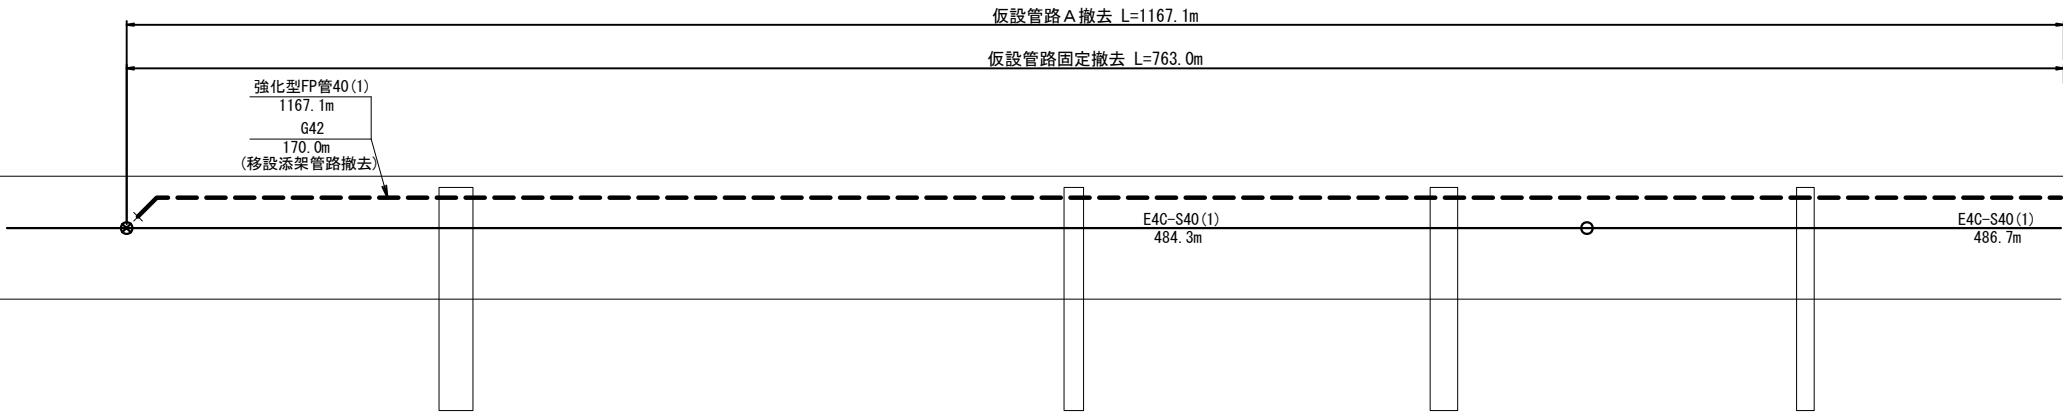 仮設管路A撤去 L=1167.1m
仮設管路固定撤去 L=763.0m
強化型FP管40(1)
1167.1m
G42
170.0m
(移設添架管路撤去)
E4C-S40(1)
484.3m
E4C-S40(1)
486.7m